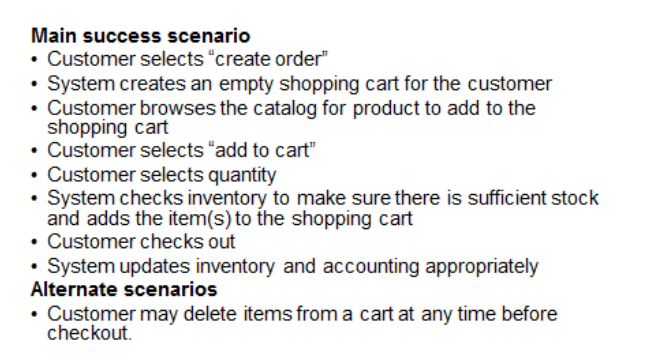 Main success scenario
• Customer selects “create order”
• System creates an empty shopping cart for the customer
• Customer browses the catalog for product to add to the
shopping cart
• Customer selects “add to cart”
• Customer selects quantity
• System checks inventory to make sure there is sufficient stock
and adds the item(s) to the shopping cart
• Customer checks out
• System updates inventory and accounting appropriately
Alternate scenarios
• Customer may delete items from a cart at any time before
checkout.